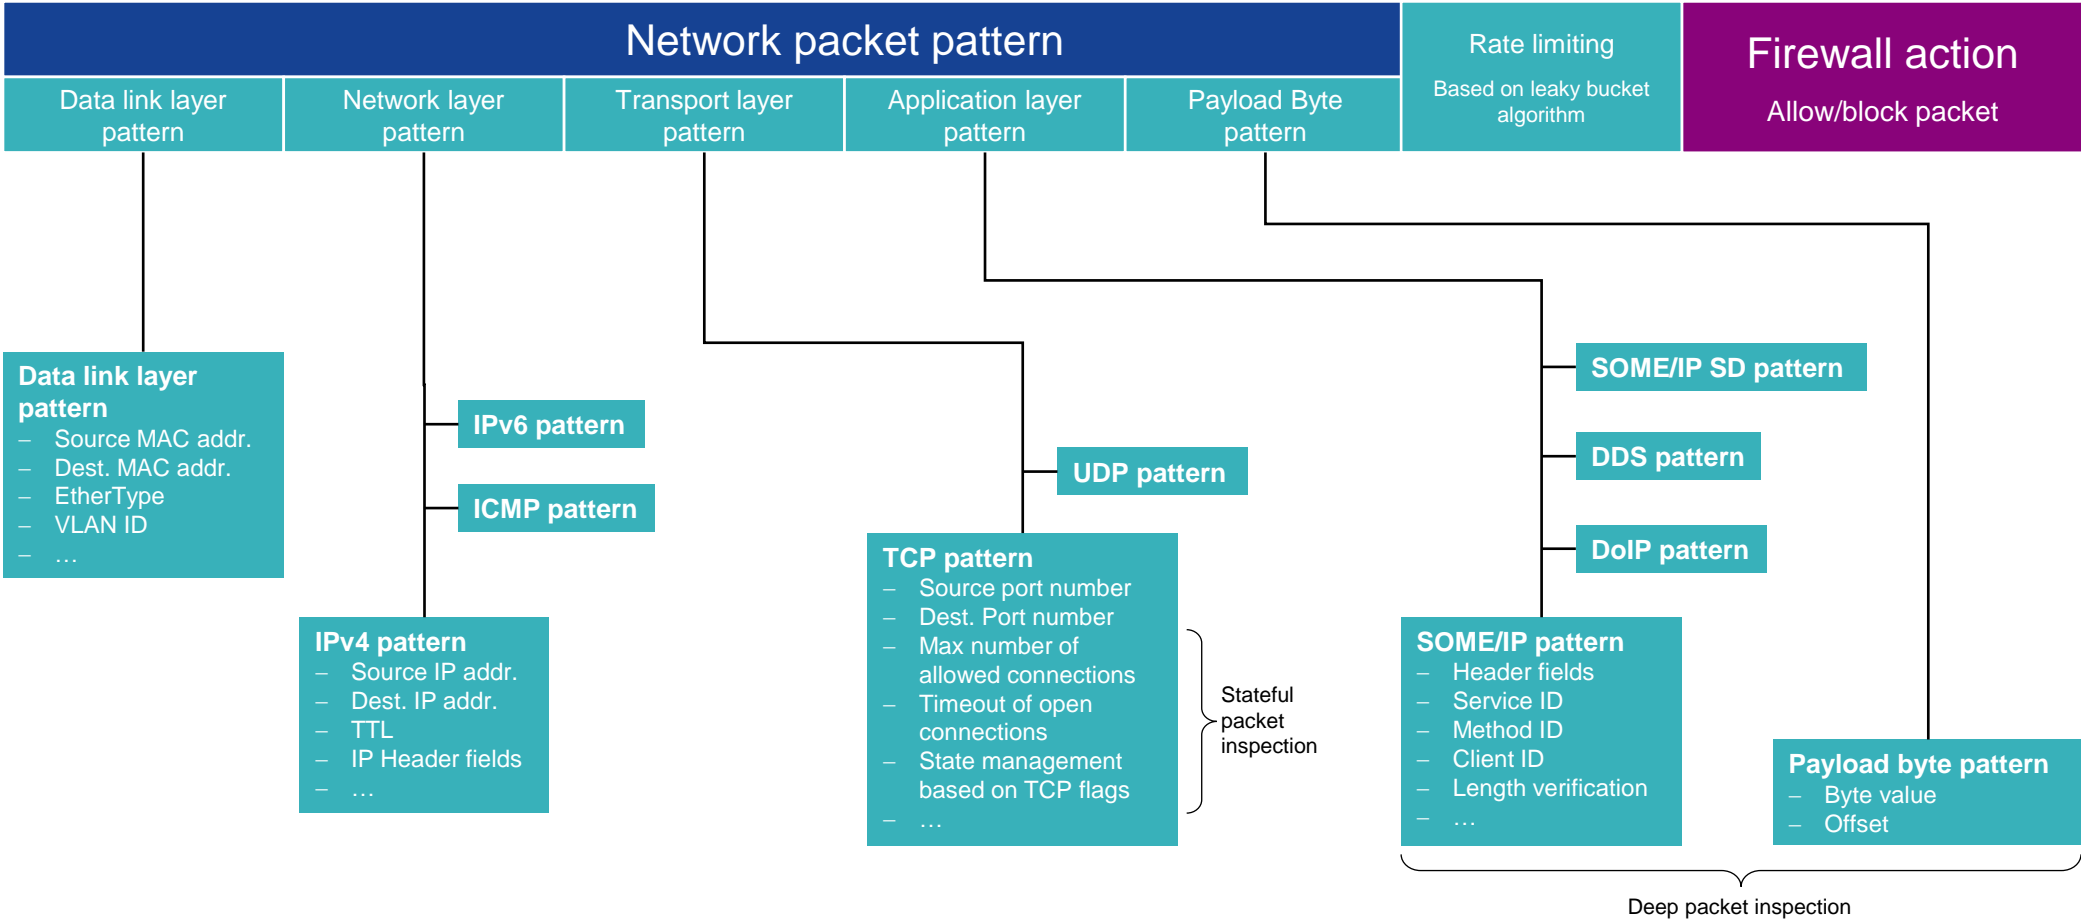 Network packet pattern
Rate limiting
Based on leaky bucket
algorithm
Firewall action
Allow/block packet
Data link layer
pattern
Network layer
pattern
Transport layer
pattern
Application layer
pattern
Payload Byte
pattern
Data link layer
pattern
– Source MAC addr.
– Dest. MAC addr.
– EtherType
– VLAN ID
– …
IPv6 pattern
ICMP pattern
IPv4 pattern
– Source IP addr.
– Dest. IP addr.
– TTL
– IP Header fields
– …
UDP pattern
TCP pattern
– Source port number
– Dest. Port number
– Max number of
allowed connections
– Timeout of open
connections
– State management
based on TCP flags
– …
Stateful
packet
inspection
SOME/IP SD pattern
DDS pattern
DoIP pattern
SOME/IP pattern
– Header fields
– Service ID
– Method ID
– Client ID
– Length verification
– …
Payload byte pattern
– Byte value
– Offset
Deep packet inspection